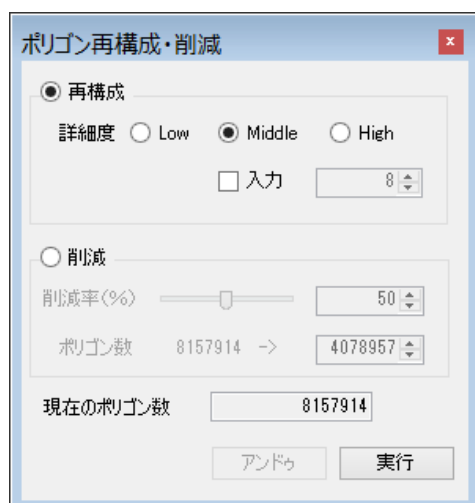 ポリゴン再構成・削減 x
再構成
詳細度 Low Middle High
入力 8
削減
削減率(%) 50
ポリゴン数 8157914 -> 4078957
現在のポリゴン数 8157914
アンドゥ 実行